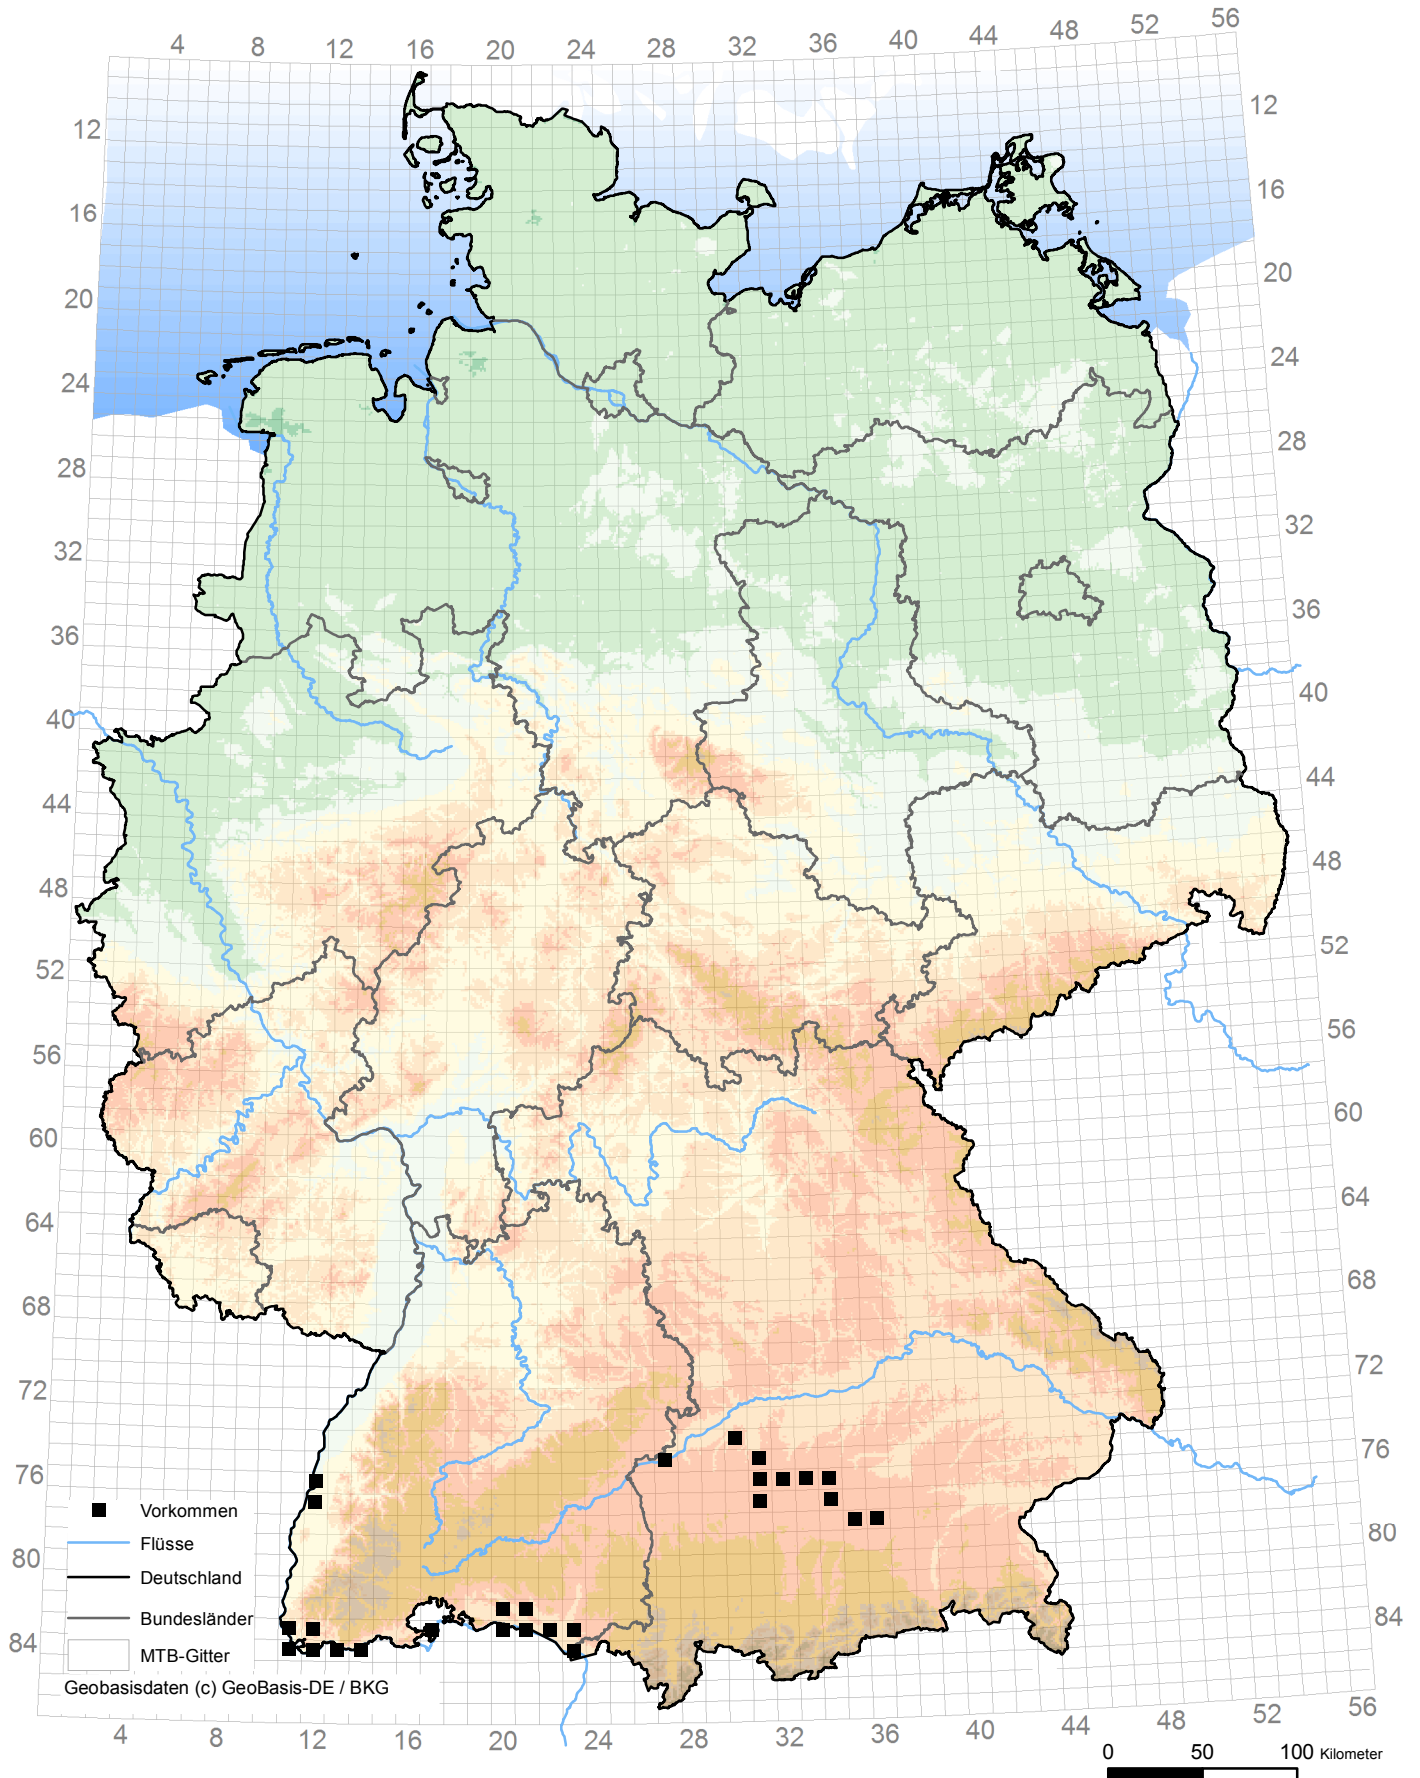 4 8 12 16 20 24 28 32 36 40 44 48 52 56
12 12
16 16
20 20
24 24
28 28
32 32
36 36
40 40
44 44
48 48
52 52
56 56
60 60
64 64
68 68
72 72
76 76
80 80
84 84
Vorkommen
Flüsse
Deutschland
Bundesländer
MTB-Gitter
Geobasisdaten (c) GeoBasis-DE / BKG
4 8 12 16 20 24 28 32 36 40 44 48 52 56
0 50 100 Kilometer